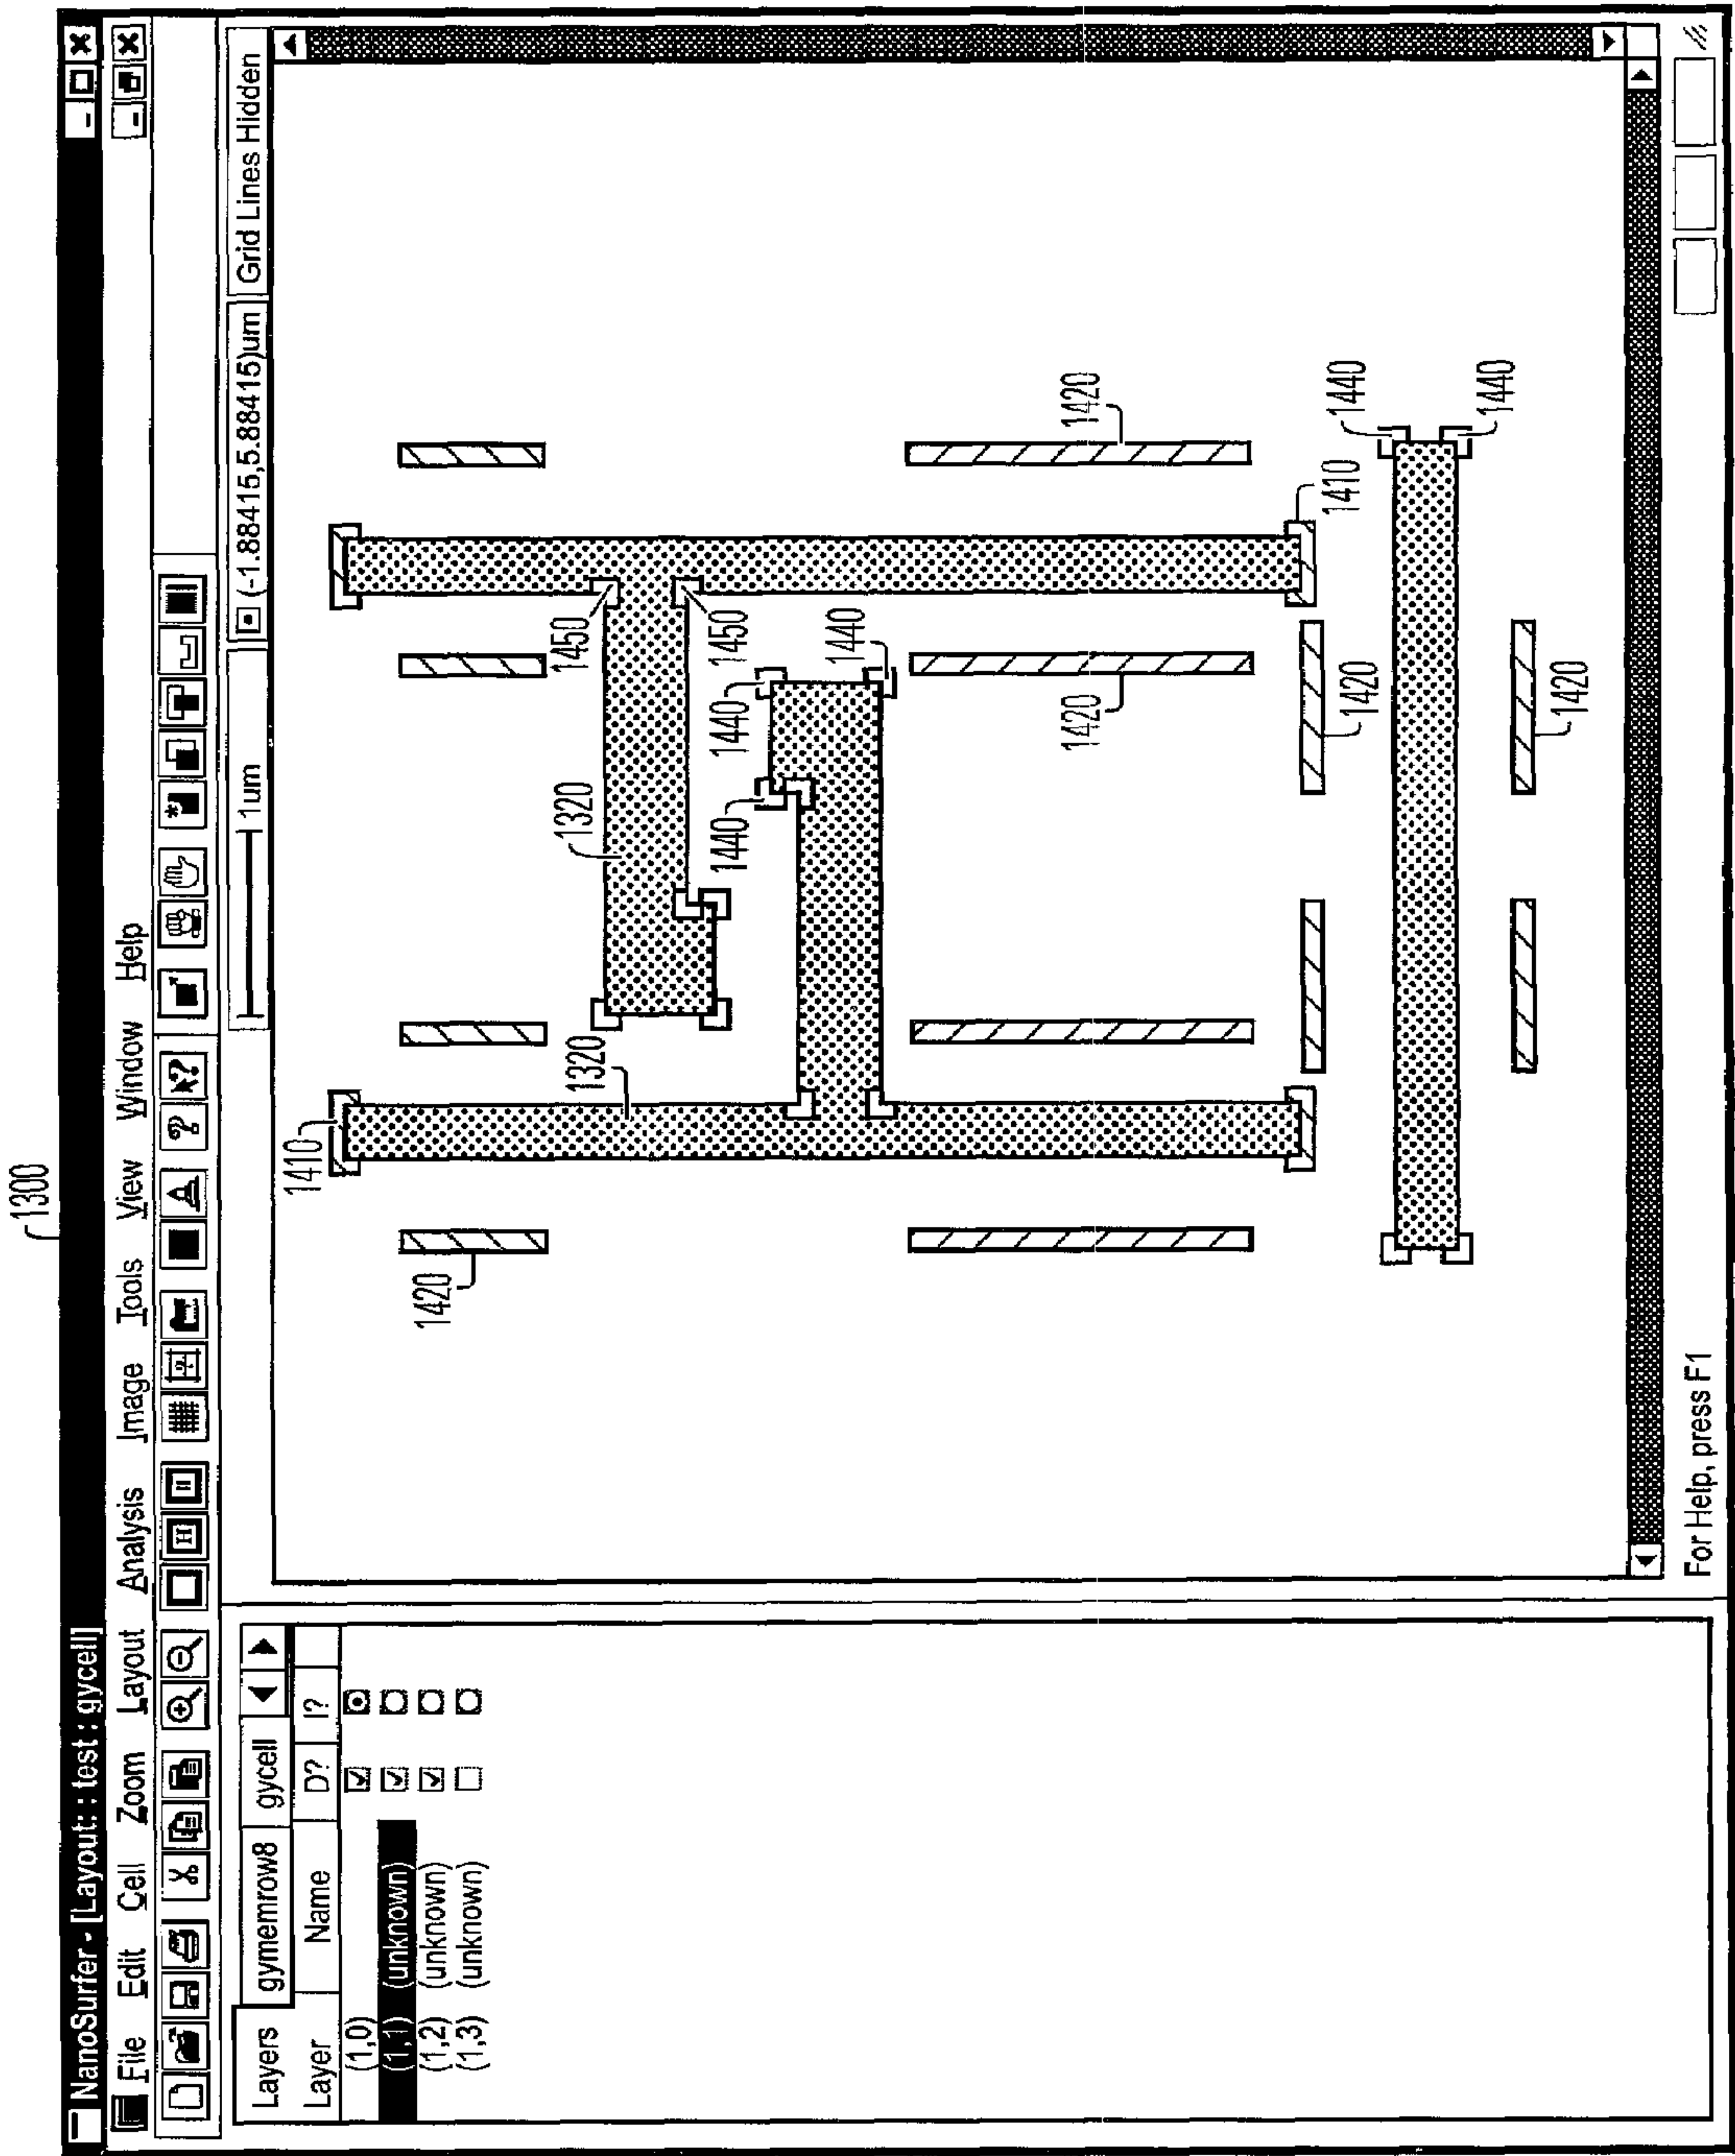 1300
NanoSurfer - [Layout: : test : gycell]
File Edit Cell Zoom Layout Analysis Image Tools View Window Help
Layers gymemrow8 gycell
1um (-1.88415,5.88415)um Grid Lines Hidden
Layer Name D? I?
(1,0)
(1,1) (unknown)
(1,2) (unknown)
(1,3) (unknown)
1410
1420
1320
1320
1450
1450
1440
1440
1440
1420
1420
1410
1420
1420
1440
1440
For Help, press F1